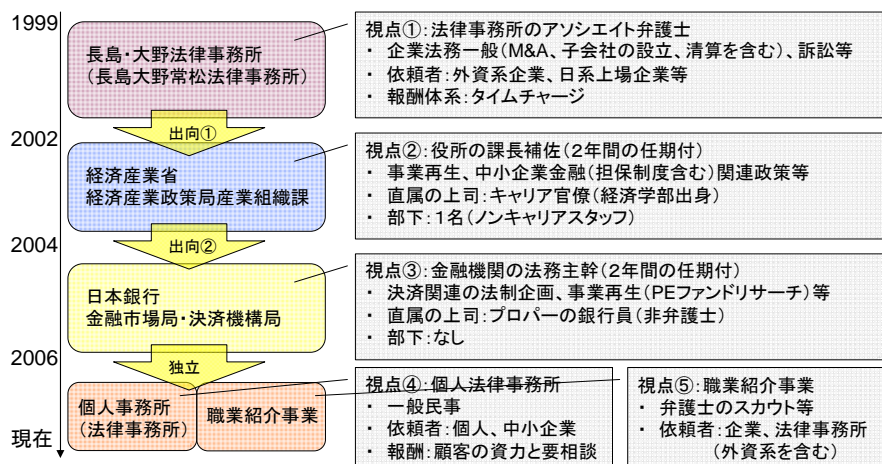 1999
長島・大野法律事務所
（長島大野常松法律事務所）
視点①：法律事務所のアソシエイト弁護士
・ 企業法務一般（M&A、子会社の設立、清算を含む）、訴訟等
・ 依頼者：外資系企業、日系上場企業等
・ 報酬体系：タイムチャージ
出向①
2002
経済産業省
経済産業政策局産業組織課
視点②：役所の課長補佐（２年間の任期付）
・ 事業再生、中小企業金融（担保制度含む）関連政策等
・ 直属の上司：キャリア官僚（経済学部出身）
・ 部下：１名（ノンキャリアスタッフ）
出向②
2004
日本銀行
金融市場局・決済機構局
視点③：金融機関の法務主幹（２年間の任期付）
・ 決済関連の法制企画、事業再生（PEファンドリサーチ）等
・ 直属の上司：プロパーの銀行員（非弁護士）
・ 部下：なし
2006
独立
個人事務所
（法律事務所）
職業紹介事業
視点④：個人法律事務所
・ 一般民事
・ 依頼者：個人、中小企業
・ 報酬：顧客の資力と要相談
視点⑤：職業紹介事業
・ 弁護士のスカウト等
・ 依頼者：企業、法律事務所
（外資系を含む）
現在